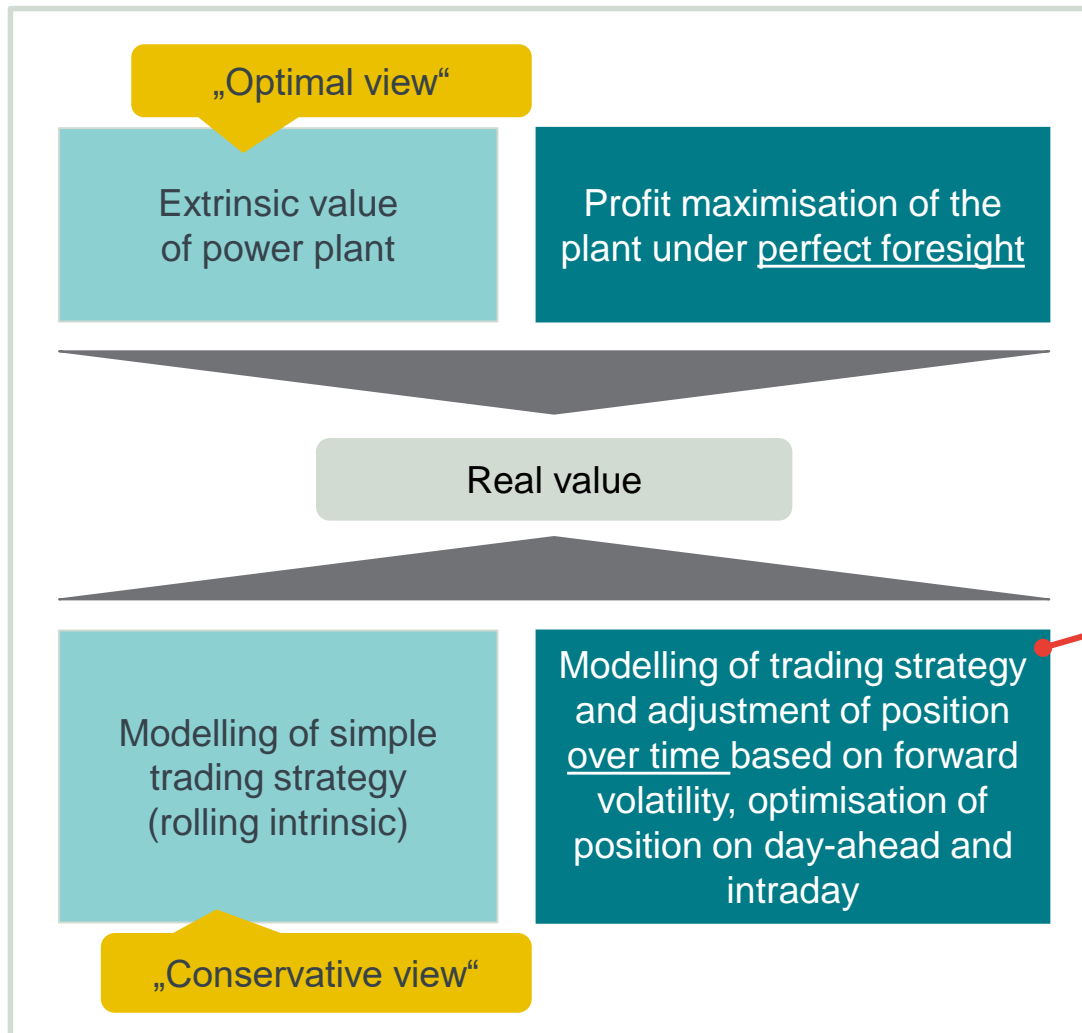 „Optimal view“
Extrinsic value
of power plant
Profit maximisation of the
plant under perfect foresight
Real value
Modelling of simple
trading strategy
(rolling intrinsic)
Modelling of trading strategy
and adjustment of position
over time based on forward
volatility, optimisation of
position on day-ahead and
intraday
„Conservative view“